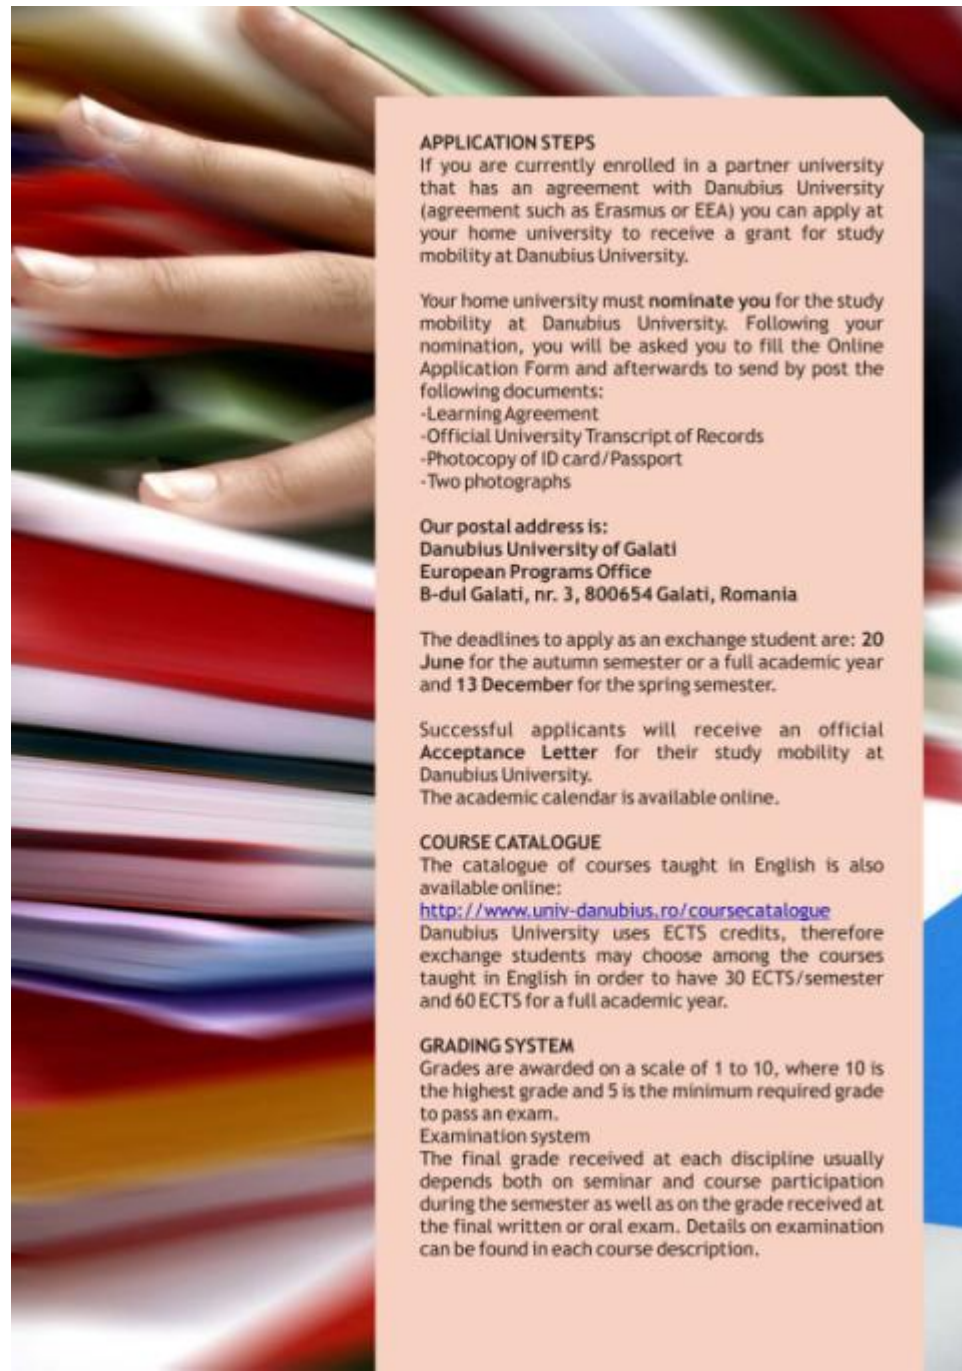 APPLICATION STEPS
If you are currently enrolled in a partner university
that has an agreement with Danubius University
(agreement such as Erasmus or EEA) you can apply at
your home university to receive a grant for study
mobility at Danubius University.
Your home university must nominate you for the study
mobility at Danubius University. Following your
nomination, you will be asked you to fill the Online
Application Form and afterwards to send by post the
following documents:
-Learning Agreement
-Official University Transcript of Records
-Photocopy of ID card/Passport
-Two photographs
Our postal address is:
Danubius University of Galati
European Programs Office
B-dul Galati, nr. 3, 800654 Galati, Romania
The deadlines to apply as an exchange student are: 20
June for the autumn semester or a full academic year
and 13 December for the spring semester.
Successful applicants will receive an official
Acceptance Letter for their study mobility at
Danubius University.
The academic calendar is available online.
COURSE CATALOGUE
The catalogue of courses taught in English is also
available online:
http://www.univ-danubius.ro/coursecatalogue
Danubius University uses ECTS credits, therefore
exchange students may choose among the courses
taught in English in order to have 30 ECTS/semester
and 60 ECTS for a full academic year.
GRADING SYSTEM
Grades are awarded on a scale of 1 to 10, where 10 is
the highest grade and 5 is the minimum required grade
to pass an exam.
Examination system
The final grade received at each discipline usually
depends both on seminar and course participation
during the semester as well as on the grade received at
the final written or oral exam. Details on examination
can be found in each course description.